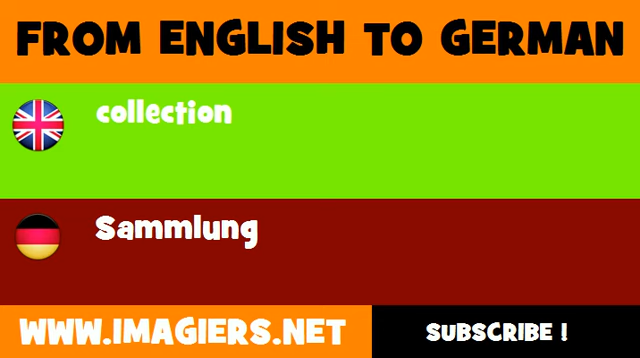 FROM ENGLISH TO GERMAN
collection
Sammlung
WWW.IMAGIERS.NET
SUBSCRIBE !